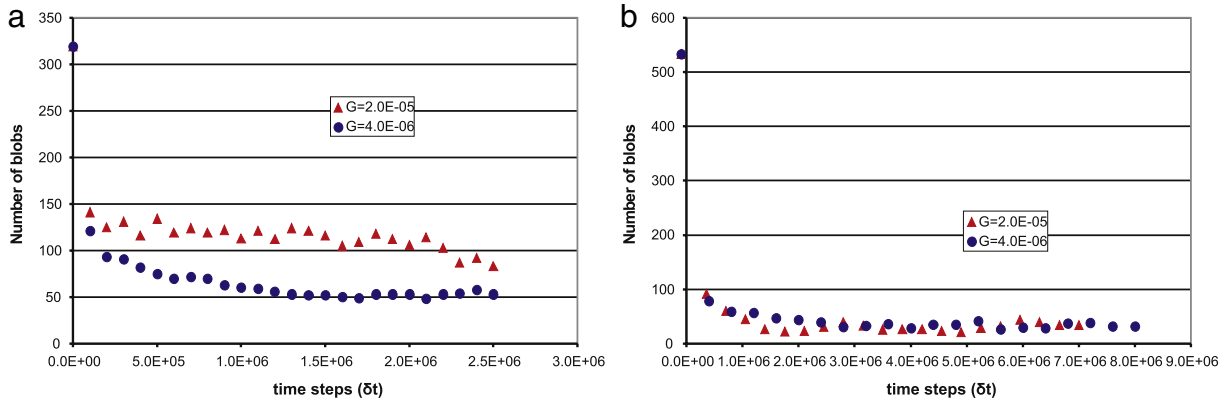 a
350
300
250
200
150
100
50
0
Number of blobs
G=2.0E-05
G=4.0E-06
0.0E+00 5.0E+05 1.0E+06 1.5E+06 2.0E+06 2.5E+06 3.0E+06
time steps (δt)
b
600
500
400
300
200
100
0
Number of blobs
G=2.0E-05
G=4.0E-06
0.0E+00 1.0E+06 2.0E+06 3.0E+06 4.0E+06 5.0E+06 6.0E+06 7.0E+06 8.0E+06 9.0E+06
time steps (δt)